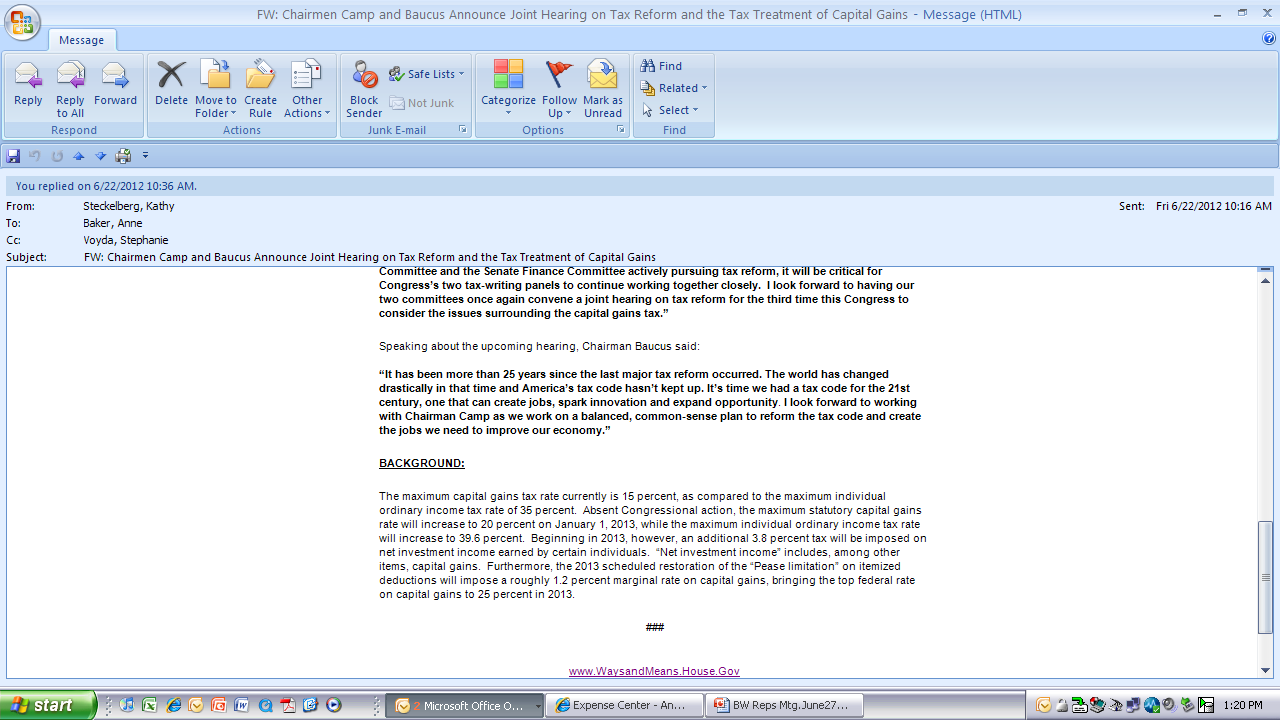 FW: Chairmen Camp and Baucus Announce Joint Hearing on Tax Reform and the Tax Treatment of Capital Gains - Message (HTML)
Message
Reply
Reply to All
Forward
Respond
Delete
Move to Folder
Create Rule
Other Actions
Actions
Block Sender
Safe Lists
Not Junk
Junk E-mail
Categorize
Follow Up
Mark as Unread
Options
Find
Related
Select
Find
You replied on 6/22/2012 10:36 AM.
From: Steckelberg, Kathy
Sent: Fri 6/22/2012 10:16 AM
To: Baker, Anne
Cc: Voyda, Stephanie
Subject: FW: Chairmen Camp and Baucus Announce Joint Hearing on Tax Reform and the Tax Treatment of Capital Gains
Committee and the Senate Finance Committee actively pursuing tax reform, it will be critical for
Congress’s two tax-writing panels to continue working together closely.  I look forward to having our
two committees once again convene a joint hearing on tax reform for the third time this Congress to
consider the issues surrounding the capital gains tax.”
Speaking about the upcoming hearing, Chairman Baucus said:
“It has been more than 25 years since the last major tax reform occurred. The world has changed
drastically in that time and America’s tax code hasn’t kept up. It’s time we had a tax code for the 21st
century, one that can create jobs, spark innovation and expand opportunity. I look forward to working
with Chairman Camp as we work on a balanced, common-sense plan to reform the tax code and create
the jobs we need to improve our economy.”
BACKGROUND:
The maximum capital gains tax rate currently is 15 percent, as compared to the maximum individual
ordinary income tax rate of 35 percent.  Absent Congressional action, the maximum statutory capital gains
rate will increase to 20 percent on January 1, 2013, while the maximum individual ordinary income tax rate
will increase to 39.6 percent.  Beginning in 2013, however, an additional 3.8 percent tax will be imposed on
net investment income earned by certain individuals.  “Net investment income” includes, among other
items, capital gains.  Furthermore, the 2013 scheduled restoration of the “Pease limitation” on itemized
deductions will impose a roughly 1.2 percent marginal rate on capital gains, bringing the top federal rate
on capital gains to 25 percent in 2013.
###
www.WaysandMeans.House.Gov
start
? Microsoft Office O...
Expense Center - An...
BW Reps Mtg.June27...
1:20 PM